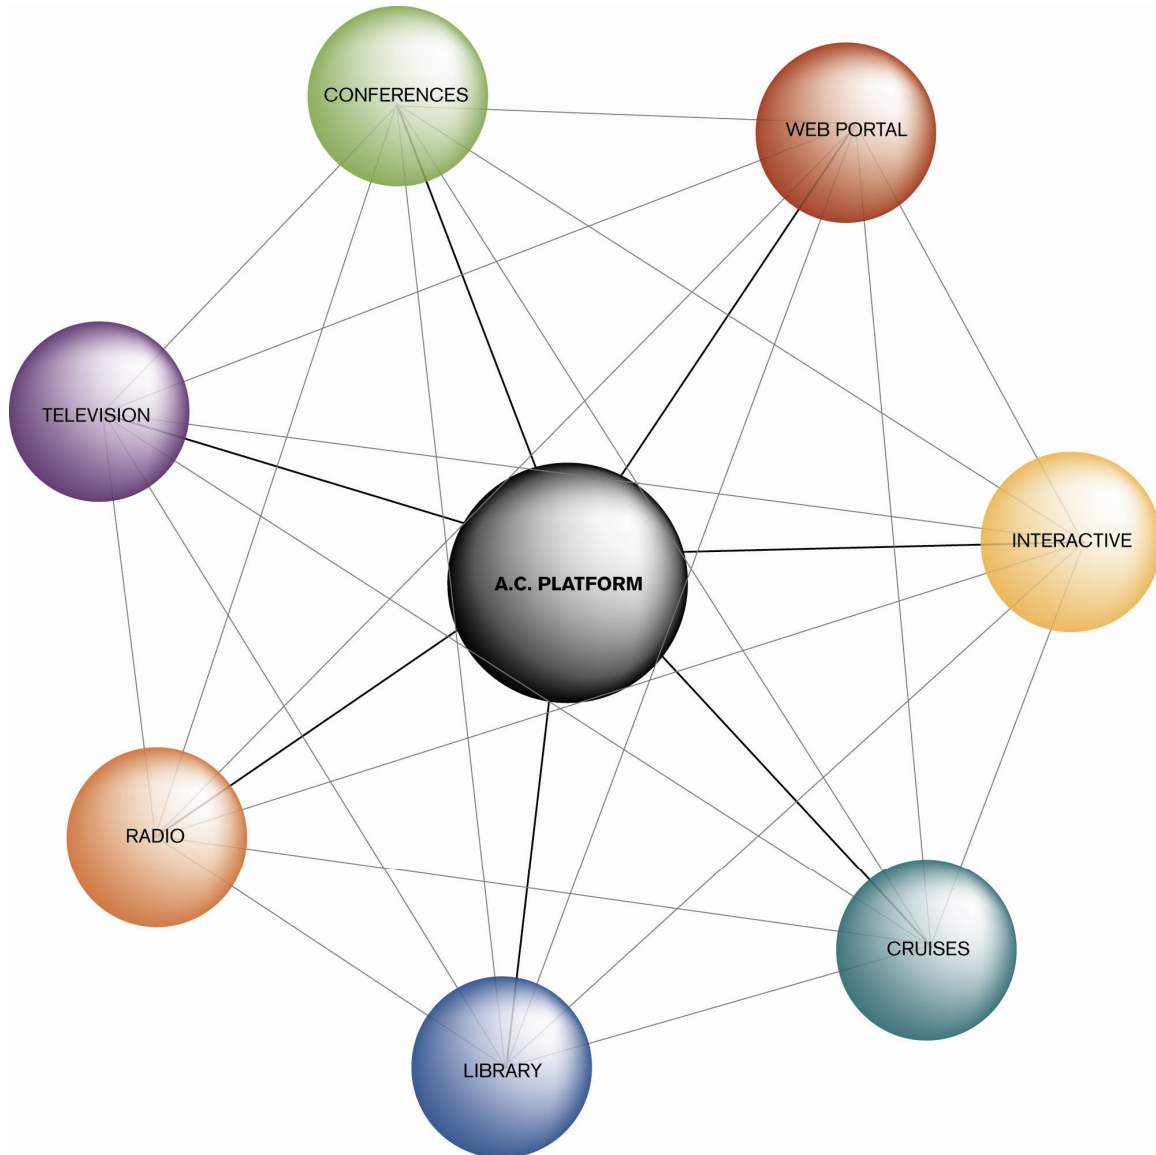 CONFERENCES
WEB PORTAL
TELEVISION
INTERACTIVE
A.C. PLATFORM
RADIO
CRUISES
LIBRARY